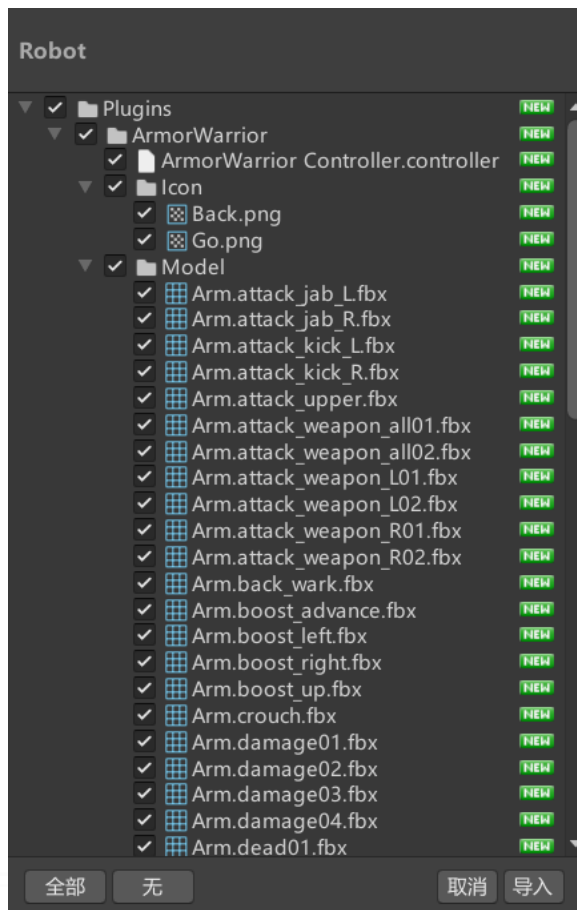 Robot
Plugins NEW
ArmorWarrior NEW
ArmorWarrior Controller.controller NEW
Icon NEW
Back.png NEW
Go.png NEW
Model NEW
Arm.attack_jab_L.fbx NEW
Arm.attack_jab_R.fbx NEW
Arm.attack_kick_L.fbx NEW
Arm.attack_kick_R.fbx NEW
Arm.attack_upper.fbx NEW
Arm.attack_weapon_all01.fbx NEW
Arm.attack_weapon_all02.fbx NEW
Arm.attack_weapon_L01.fbx NEW
Arm.attack_weapon_L02.fbx NEW
Arm.attack_weapon_R01.fbx NEW
Arm.attack_weapon_R02.fbx NEW
Arm.back_wark.fbx NEW
Arm.boost_advance.fbx NEW
Arm.boost_left.fbx NEW
Arm.boost_right.fbx NEW
Arm.boost_up.fbx NEW
Arm.crouch.fbx NEW
Arm.damage01.fbx NEW
Arm.damage02.fbx NEW
Arm.damage03.fbx NEW
Arm.damage04.fbx NEW
Arm.dead01.fbx NEW
全部 无 取消 导入